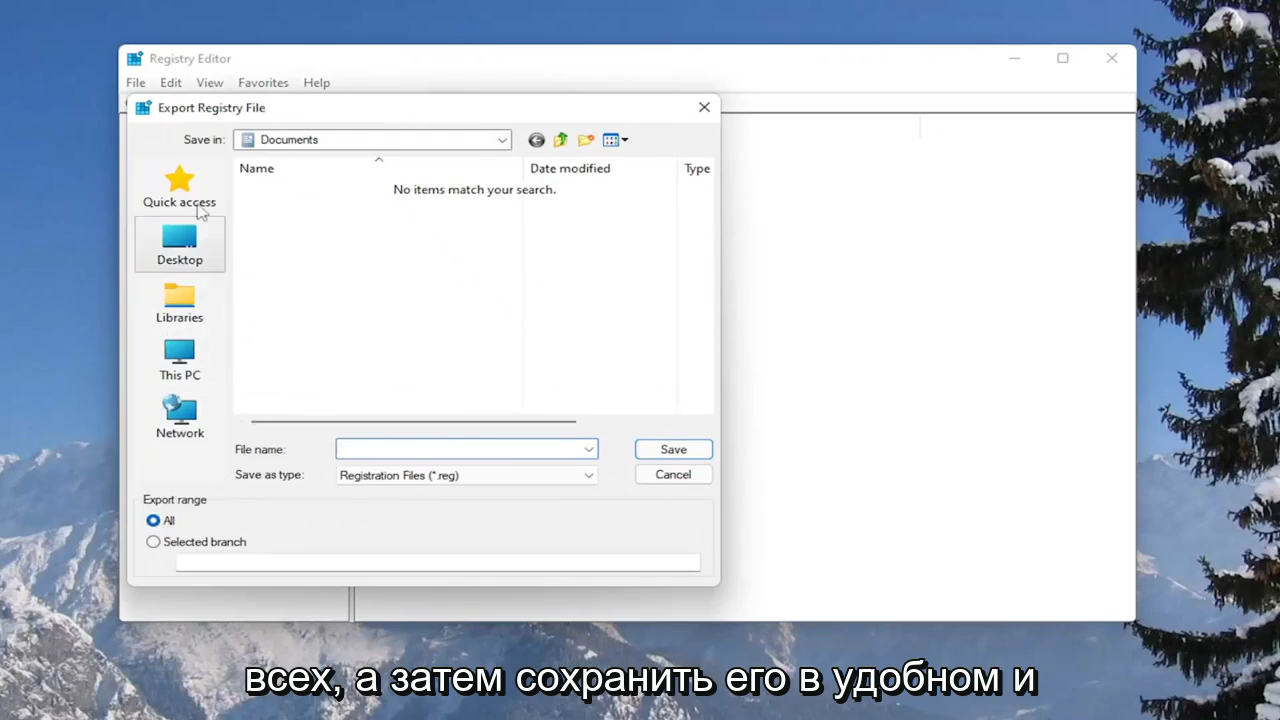 Registry Editor
File Edit View Favorites Help
Export Registry File
Save in: Documents
Name Date modified Type
No items match your search.
Quick access
Desktop
Libraries
This PC
Network
File name: Save
Save as type: Registration Files (*.reg) Cancel
Export range
All
Selected branch
всех, а затем сохранить его в удобном и